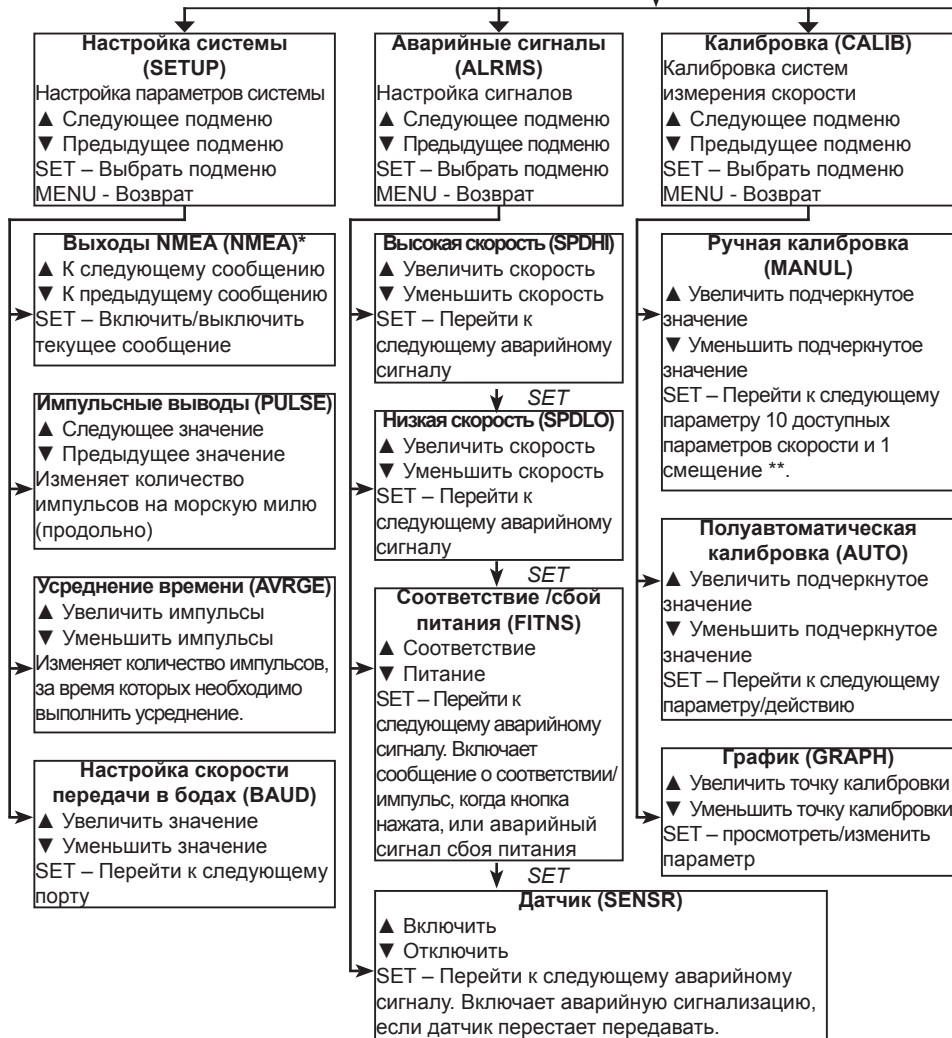 Настройка системы
(SETUP)
Настройка параметров системы
▲ Следующее подменю
▼ Предыдущее подменю
SET – Выбрать подменю
MENU - Возврат
Выходы NMEA (NMEA)*
▲ К следующему сообщению
▼ К предыдущему сообщению
SET – Включить/выключить
текущее сообщение
Импульсные выводы (PULSE)
▲ Следующее значение
▼ Предыдущее значение
Изменяет количество
импульсов на морскую милю
(продольно)
Усреднение времени (AVRGE)
▲ Увеличить импульсы
▼ Уменьшить импульсы
Изменяет количество импульсов,
за время которых необходимо
выполнить усреднение.
Настройка скорости
передачи в бодах (BAUD)
▲ Увеличить значение
▼ Уменьшить значение
SET – Перейти к следующему
порту
Аварийные сигналы
(ALRMS)
Настройка сигналов
▲ Следующее подменю
▼ Предыдущее подменю
SET – Выбрать подменю
MENU - Возврат
Высокая скорость (SPDHI)
▲ Увеличить скорость
▼ Уменьшить скорость
SET – Перейти к
следующему аварийному
сигналу
SET
Низкая скорость (SPDLO)
▲ Увеличить скорость
▼ Уменьшить скорость
SET – Перейти к
следующему аварийному
сигналу
SET
Соответствие /сбой
питания (FITNS)
▲ Соответствие
▼ Питание
SET – Перейти к
следующему аварийному
сигналу. Включает
сообщение о соответствии/
импульс, когда кнопка
нажата, или аварийный
сигнал сбоя питания
SET
Датчик (SENSR)
▲ Включить
▼ Отключить
SET – Перейти к следующему аварийному
сигналу. Включает аварийную сигнализацию,
если датчик перестает передавать.
Калибровка (CALIB)
Калибровка систем
измерения скорости
▲ Следующее подменю
▼ Предыдущее подменю
SET – Выбрать подменю
MENU - Возврат
Ручная калибровка
(MANUL)
▲ Увеличить подчеркнутое
значение
▼ Уменьшить подчеркнутое
значение
SET – Перейти к следующему
параметру 10 доступных
параметров скорости и 1
смещение **.
Полуавтоматическая
калибровка (AUTO)
▲ Увеличить подчеркнутое
значение
▼ Уменьшить подчеркнутое
значение
SET – Перейти к следующему
параметру/действию
График (GRAPH)
▲ Увеличить точку калибровки
▼ Уменьшить точку калибровки
SET – просмотреть/изменить
параметр